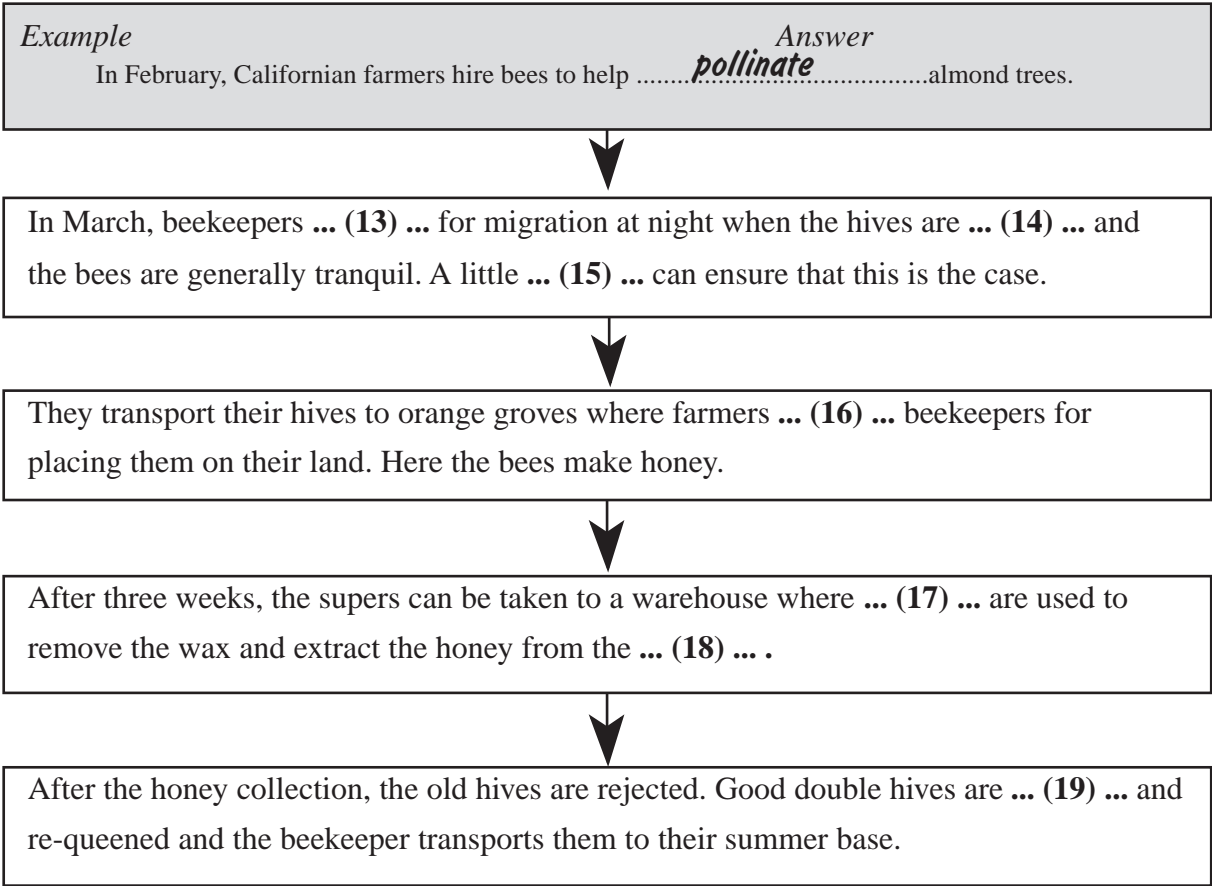 Example Answer
In February, Californian farmers hire bees to help ........pollinate....................................almond trees.
In March, beekeepers ... (13) ... for migration at night when the hives are ... (14) ... and
the bees are generally tranquil. A little ... (15) ... can ensure that this is the case.
They transport their hives to orange groves where farmers ... (16) ... beekeepers for
placing them on their land. Here the bees make honey.
After three weeks, the supers can be taken to a warehouse where ... (17) ... are used to
remove the wax and extract the honey from the ... (18) ... .
After the honey collection, the old hives are rejected. Good double hives are ... (19) ... and
re-queened and the beekeeper transports them to their summer base.